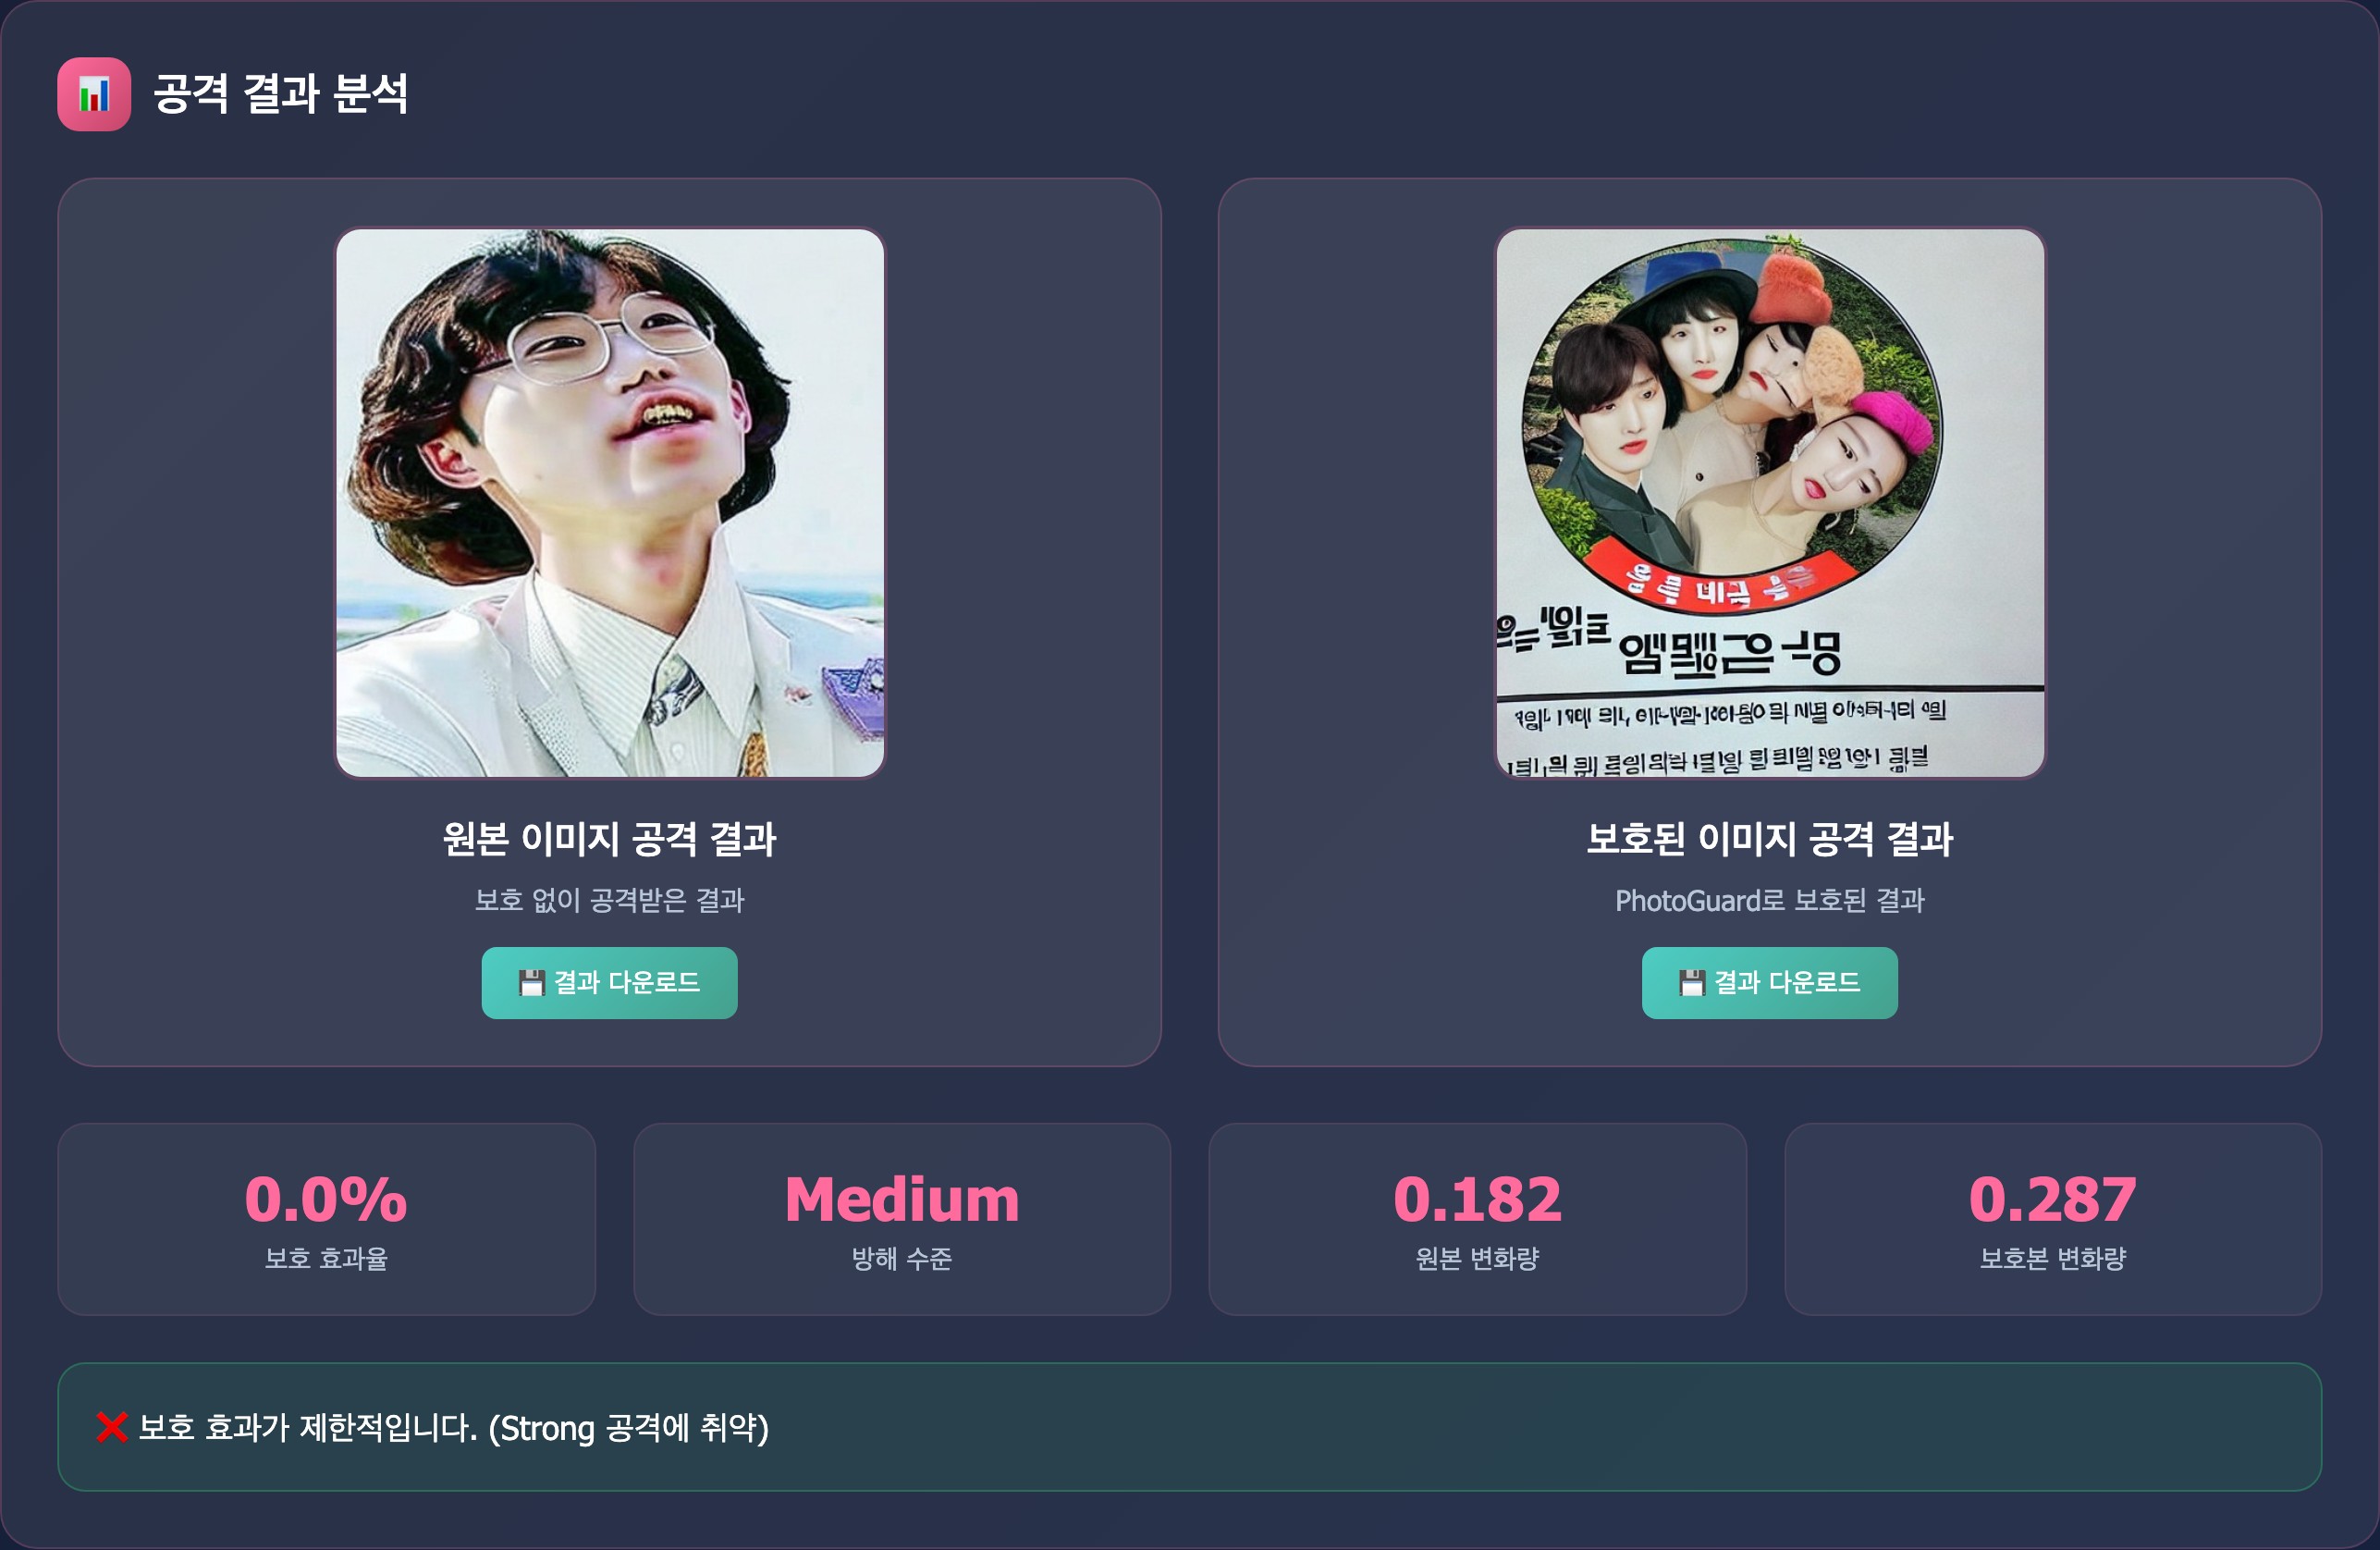 공격 결과 분석
원본 이미지 공격 결과
보호 없이 공격받은 결과
결과 다운로드
보호된 이미지 공격 결과
PhotoGuard로 보호된 결과
결과 다운로드
0.0%
보호 효과율
Medium
방해 수준
0.182
원본 변화량
0.287
보호본 변화량
보호 효과가 제한적입니다. (Strong 공격에 취약)